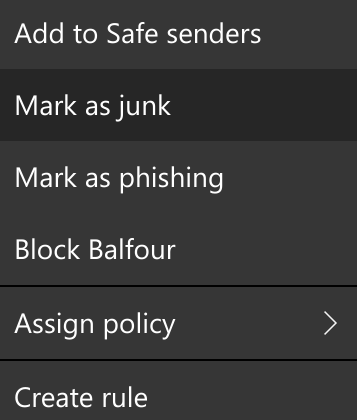 Add to Safe senders
Mark as junk
Mark as phishing
Block Balfour
Assign policy
Create rule